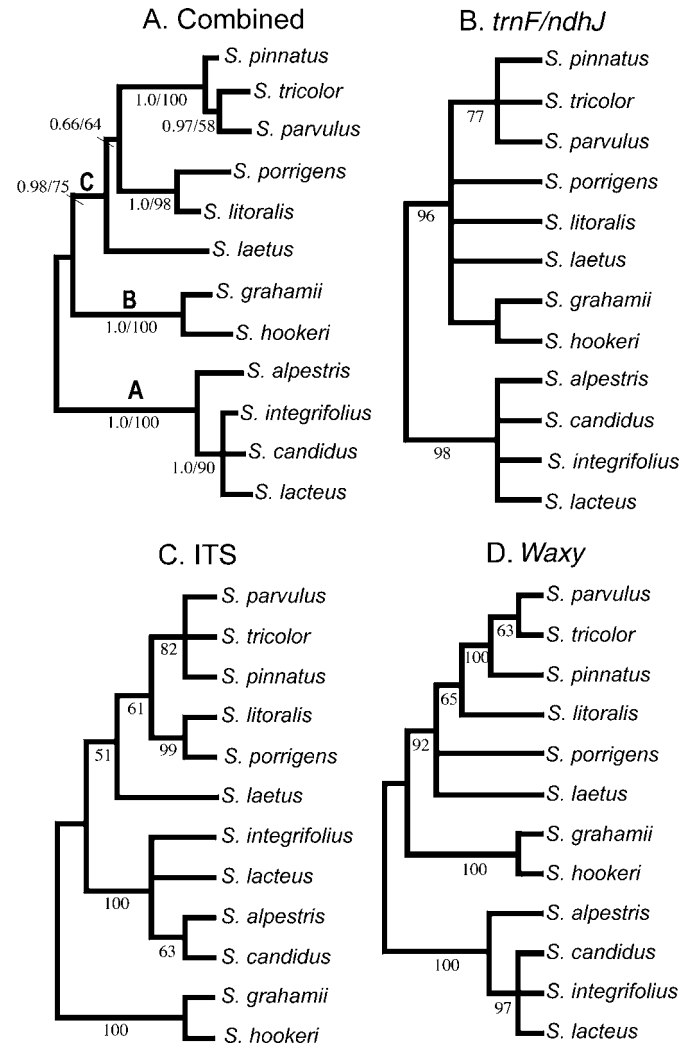 A. Combined
S. pinnatus
1.0/100
S. tricolor
0.97/58
S. parvulus
0.66/64
S. porrigens
1.0/98
S. litoralis
0.98/75
C
S. laetus
B
S. grahamii
1.0/100
S. hookeri
A
S. alpestris
1.0/100
S. integrifolius
S. candidus
1.0/90
S. lacteus
B. trnF/ndhJ
S. pinnatus
77
S. tricolor
S. parvulus
S. porrigens
96
S. litoralis
S. laetus
S. grahamii
S. hookeri
S. alpestris
S. candidus
98
S. integrifolius
S. lacteus
C. ITS
S. parvulus
S. tricolor
82
S. pinnatus
61
S. litoralis
99
S. porrigens
51
S. laetus
S. integrifolius
S. lacteus
100
S. alpestris
63
S. candidus
S. grahamii
100
S. hookeri
D. Waxy
S. parvulus
63
S. tricolor
100
S. pinnatus
65
S. litoralis
92
S. porrigens
S. laetus
S. grahamii
100
S. hookeri
S. alpestris
100
S. candidus
S. integrifolius
97
S. lacteus